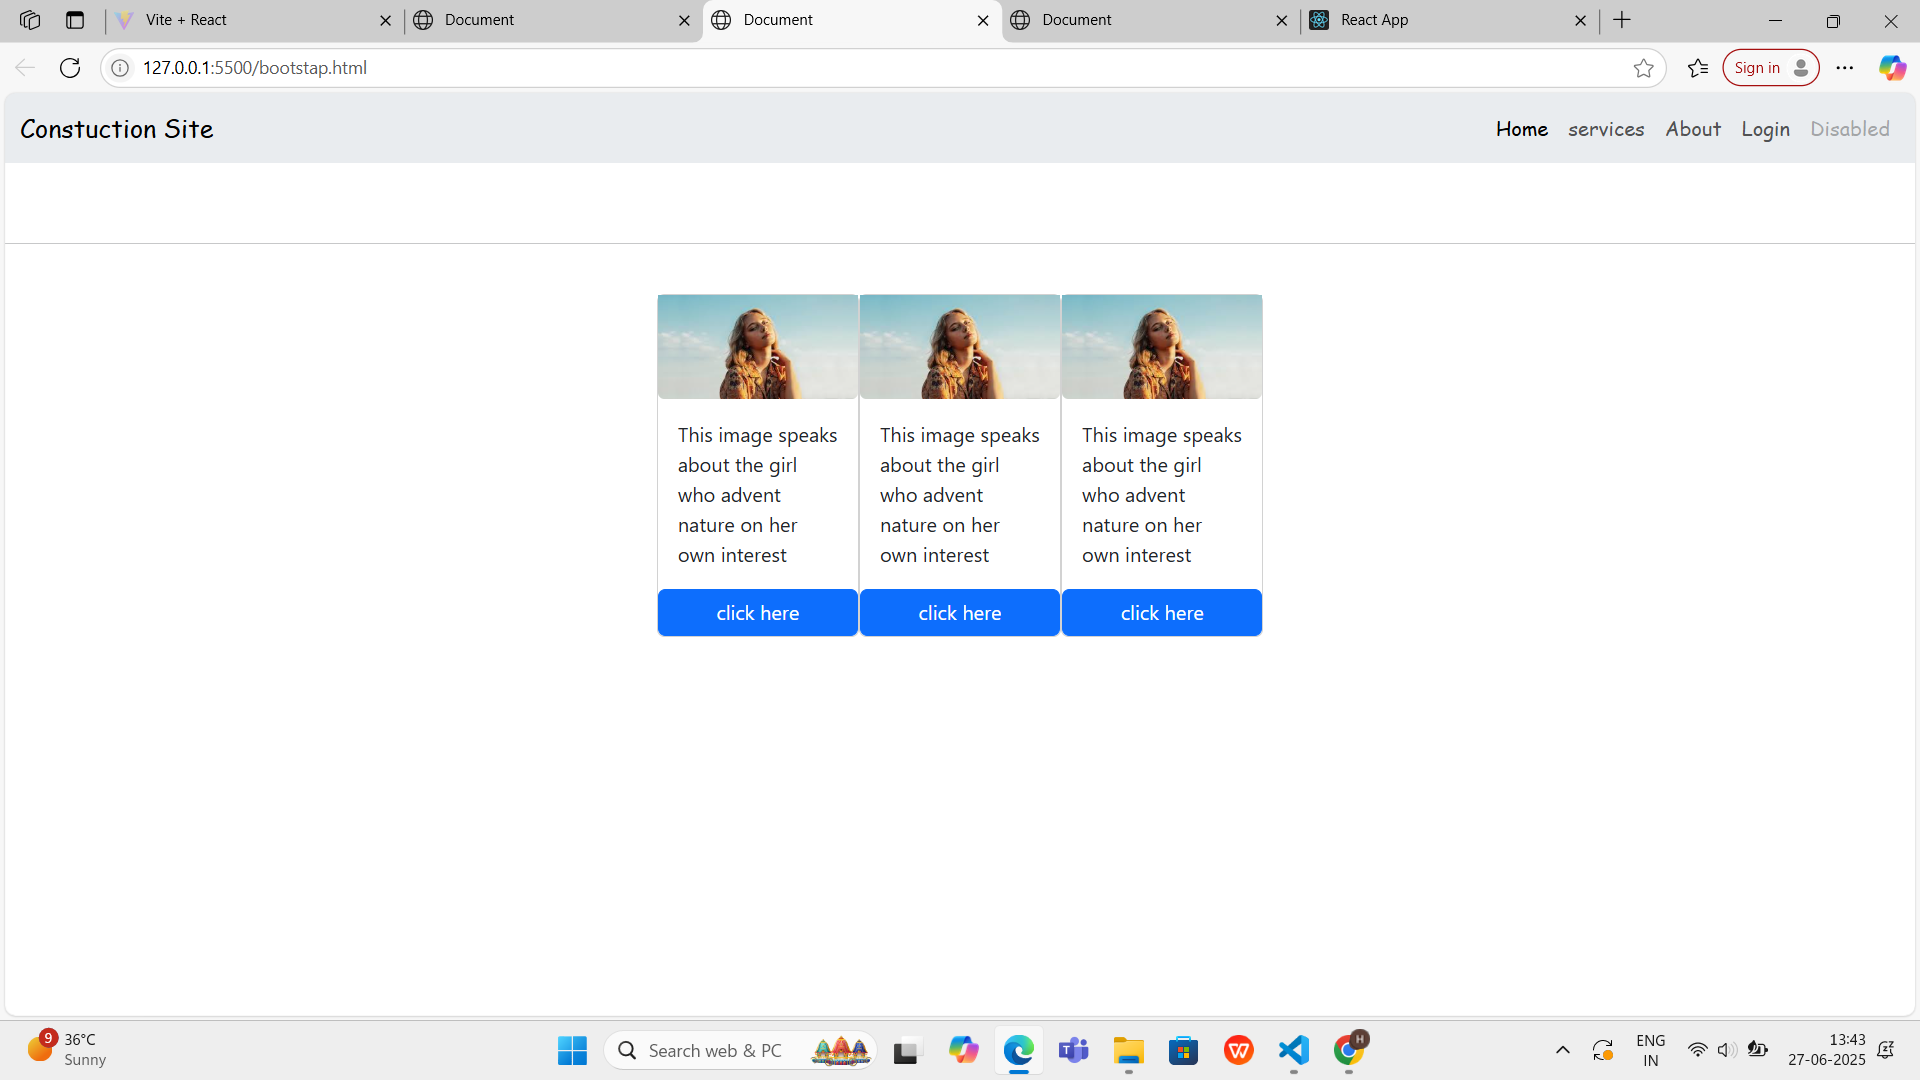 Vite + React
Document
Document
Document
React App
127.0.0.1:5500/bootstap.html
Sign in
Constuction Site
Home services About Login Disabled
This image speaks
about the girl
who advent
nature on her
own interest
click here
This image speaks
about the girl
who advent
nature on her
own interest
click here
This image speaks
about the girl
who advent
nature on her
own interest
click here
9
36°C
Sunny
Search web & PC
W
H
ENG
IN
13:43
27-06-2025